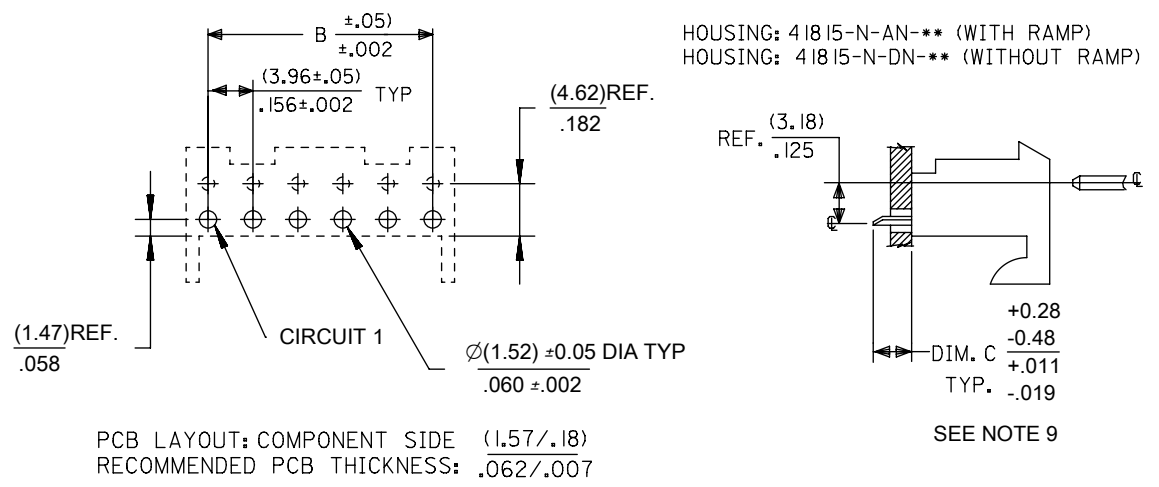 ±.05)
B
±.002
(3.96±.05)
.156±.002
TYP
(4.62)REF.
.182
HOUSING: 41815-N-AN-** (WITH RAMP)
HOUSING: 41815-N-DN-** (WITHOUT RAMP)
REF.
(3.18)
.125
(1.47)REF.
.058
CIRCUIT 1
Ø(1.52) ±0.05 DIA TYP
.060 ±.002
+0.28
-0.48
DIM. C
+.011
TYP.
-.019
SEE NOTE 9
PCB LAYOUT: COMPONENT SIDE
RECOMMENDED PCB THICKNESS:
(1.57/.18)
.062/.007